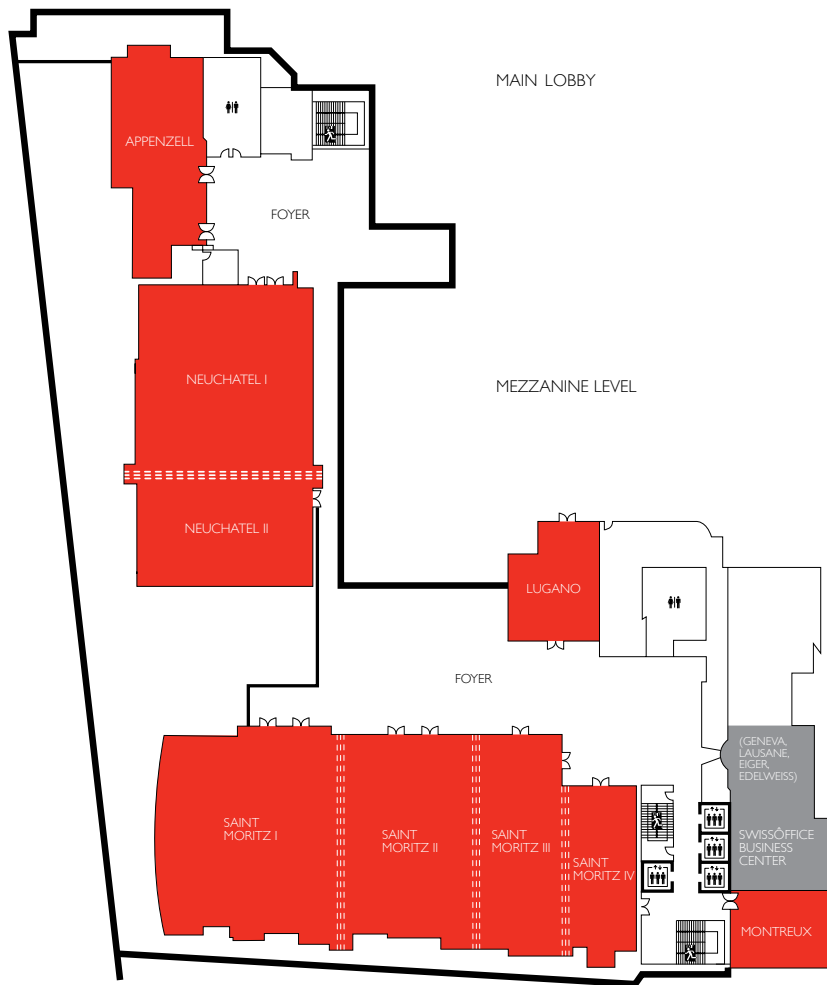 MAIN LOBBY
APPENZELL
FOYER
NEUCHATEL I
MEZZANINE LEVEL
NEUCHATEL II
LUGANO
FOYER
(GENEVA,
LAUSANE,
EIGER,
EDELWEISS)
SAINT
MORITZ I
SAINT
MORITZ II
SAINT
MORITZ III
SAINT
MORITZ IV
SWISSÔFFICE
BUSINESS
CENTER
MONTREUX